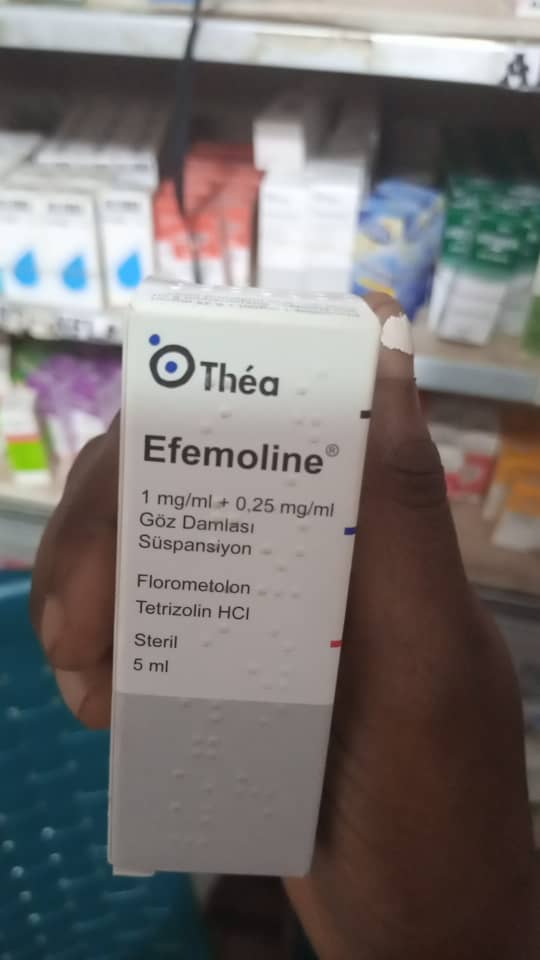 Théa
Efemoline®
1 mg/ml + 0,25 mg/ml
Göz Damlası
Süspansiyon
Florometolon
Tetrizolin HCl
Steril
5 ml